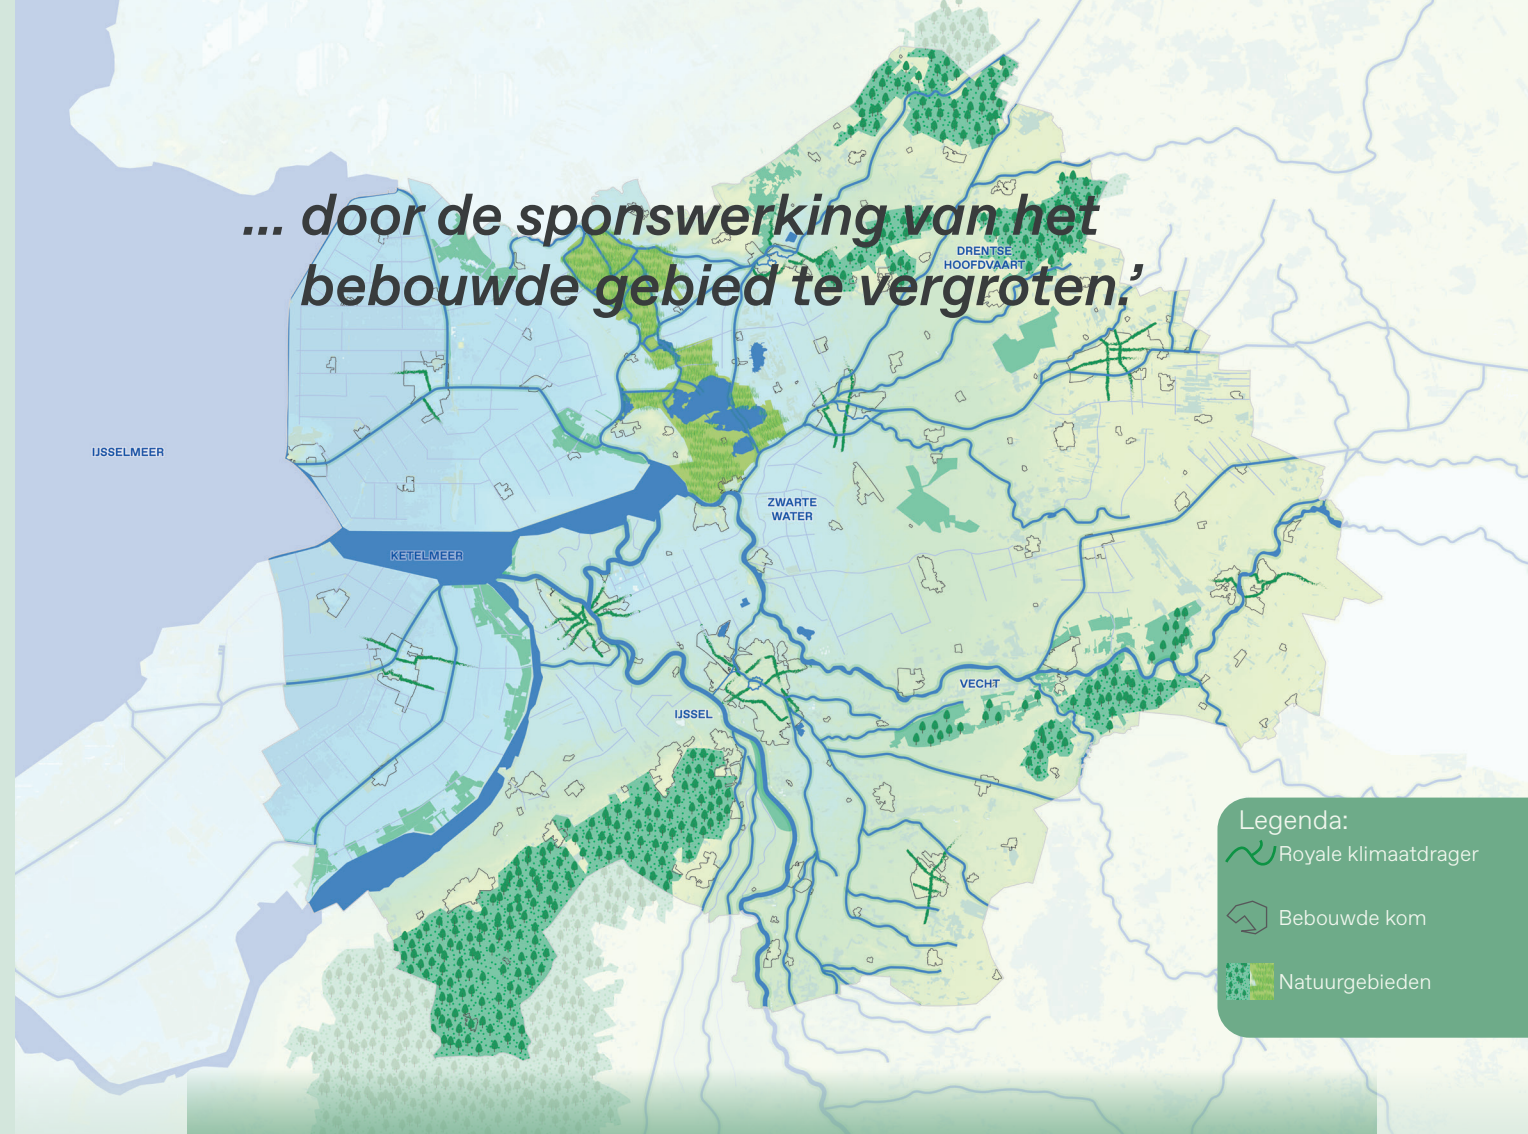 ... door de sponswerking van het
bebouwde gebied te vergroten.’
DRENTSE
HOOFDVAART
IJSSELMEER
ZWARTE
WATER
KETELMEER
VECHT
IJSSEL
Legenda:
Royale klimaatdrager
Bebouwde kom
Natuurgebieden